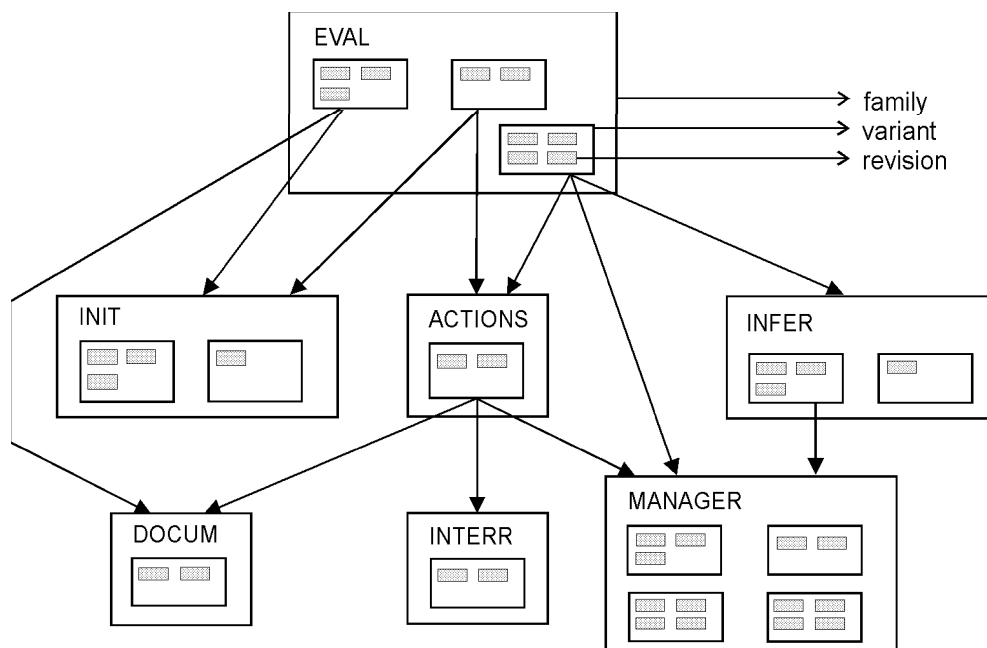 EVAL
family
variant
revision
INIT
ACTIONS
INFER
DOCUM
INTERR
MANAGER